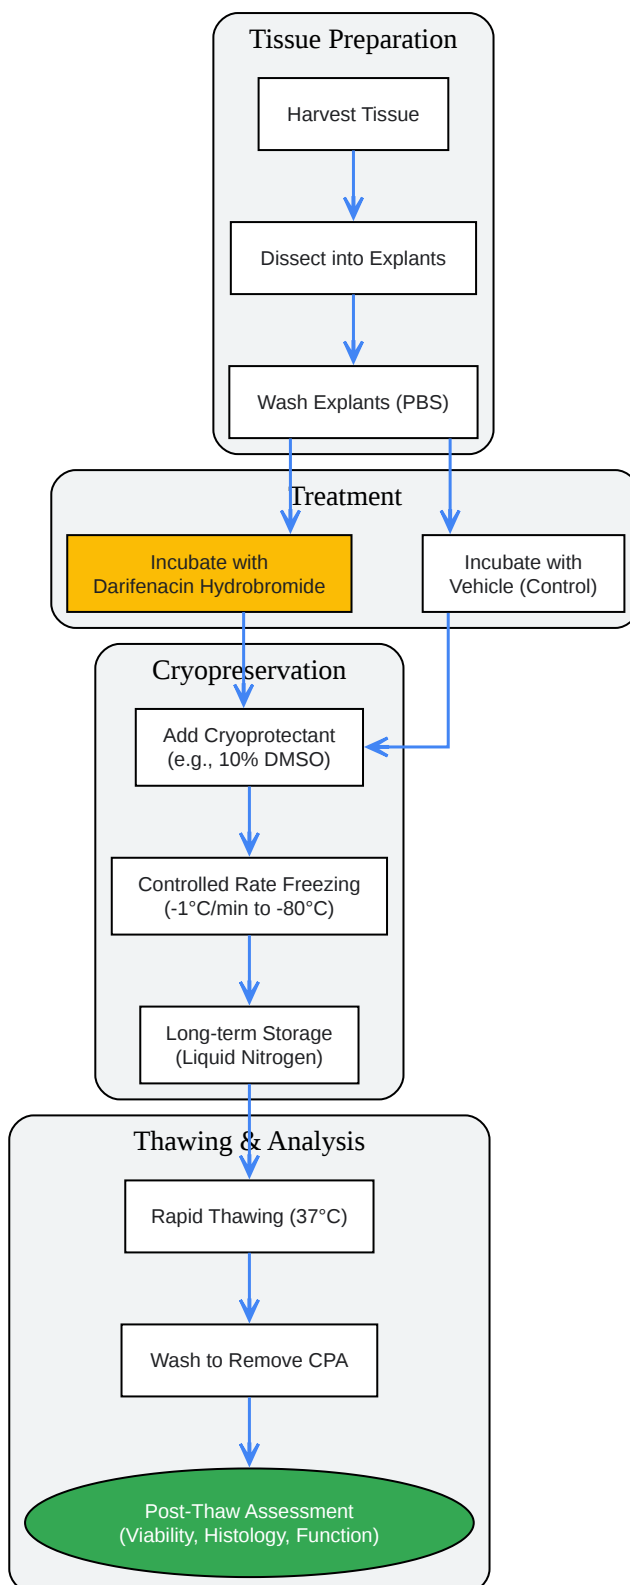 Tissue Preparation
Harvest Tissue
Dissect into Explants
Wash Explants (PBS)
Treatment
Incubate with
Darifenacin Hydrobromide
Incubate with
Vehicle (Control)
Cryopreservation
Add Cryoprotectant
(e.g., 10% DMSO)
Controlled Rate Freezing
(-1°C/min to -80°C)
Long-term Storage
(Liquid Nitrogen)
Thawing & Analysis
Rapid Thawing (37°C)
Wash to Remove CPA
Post-Thaw Assessment
(Viability, Histology, Function)